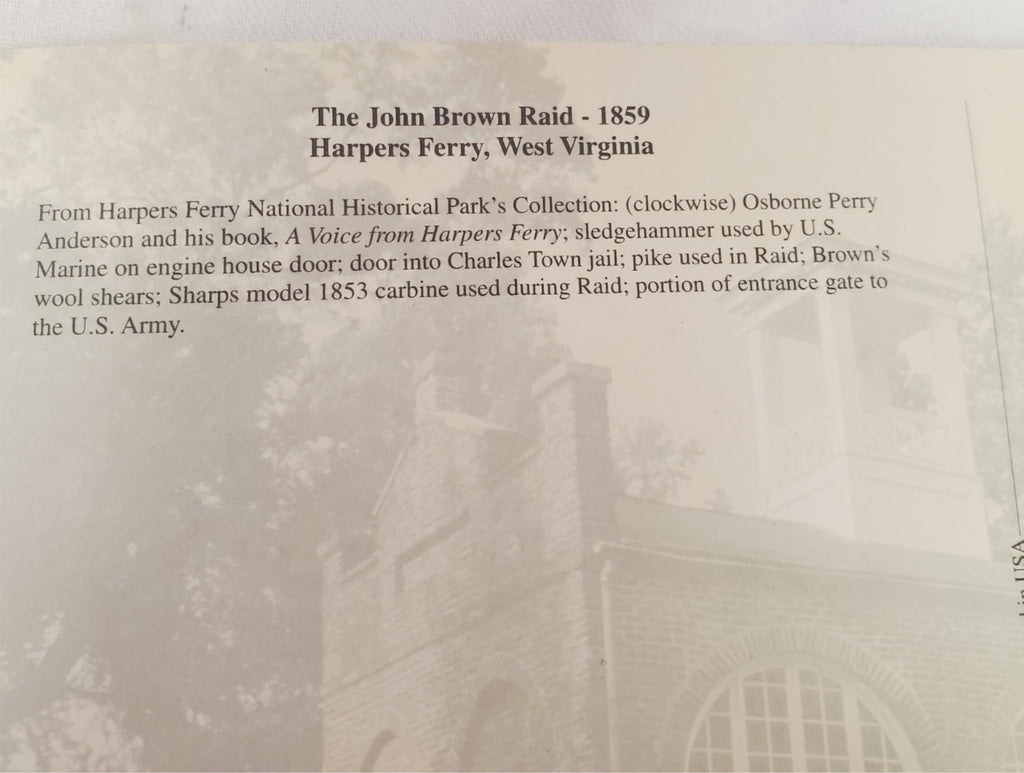 The John Brown Raid - 1859
Harpers Ferry, West Virginia
From Harpers Ferry National Historical Park's Collection: (clockwise) Osborne Perry
Anderson and his book, A Voice from Harpers Ferry; sledgehammer used by U.S.
Marine on engine house door; door into Charles Town jail; pike used in Raid; Brown's
wool shears; Sharps model 1853 carbine used during Raid; portion of entrance gate to
the U.S. Army.
in USA